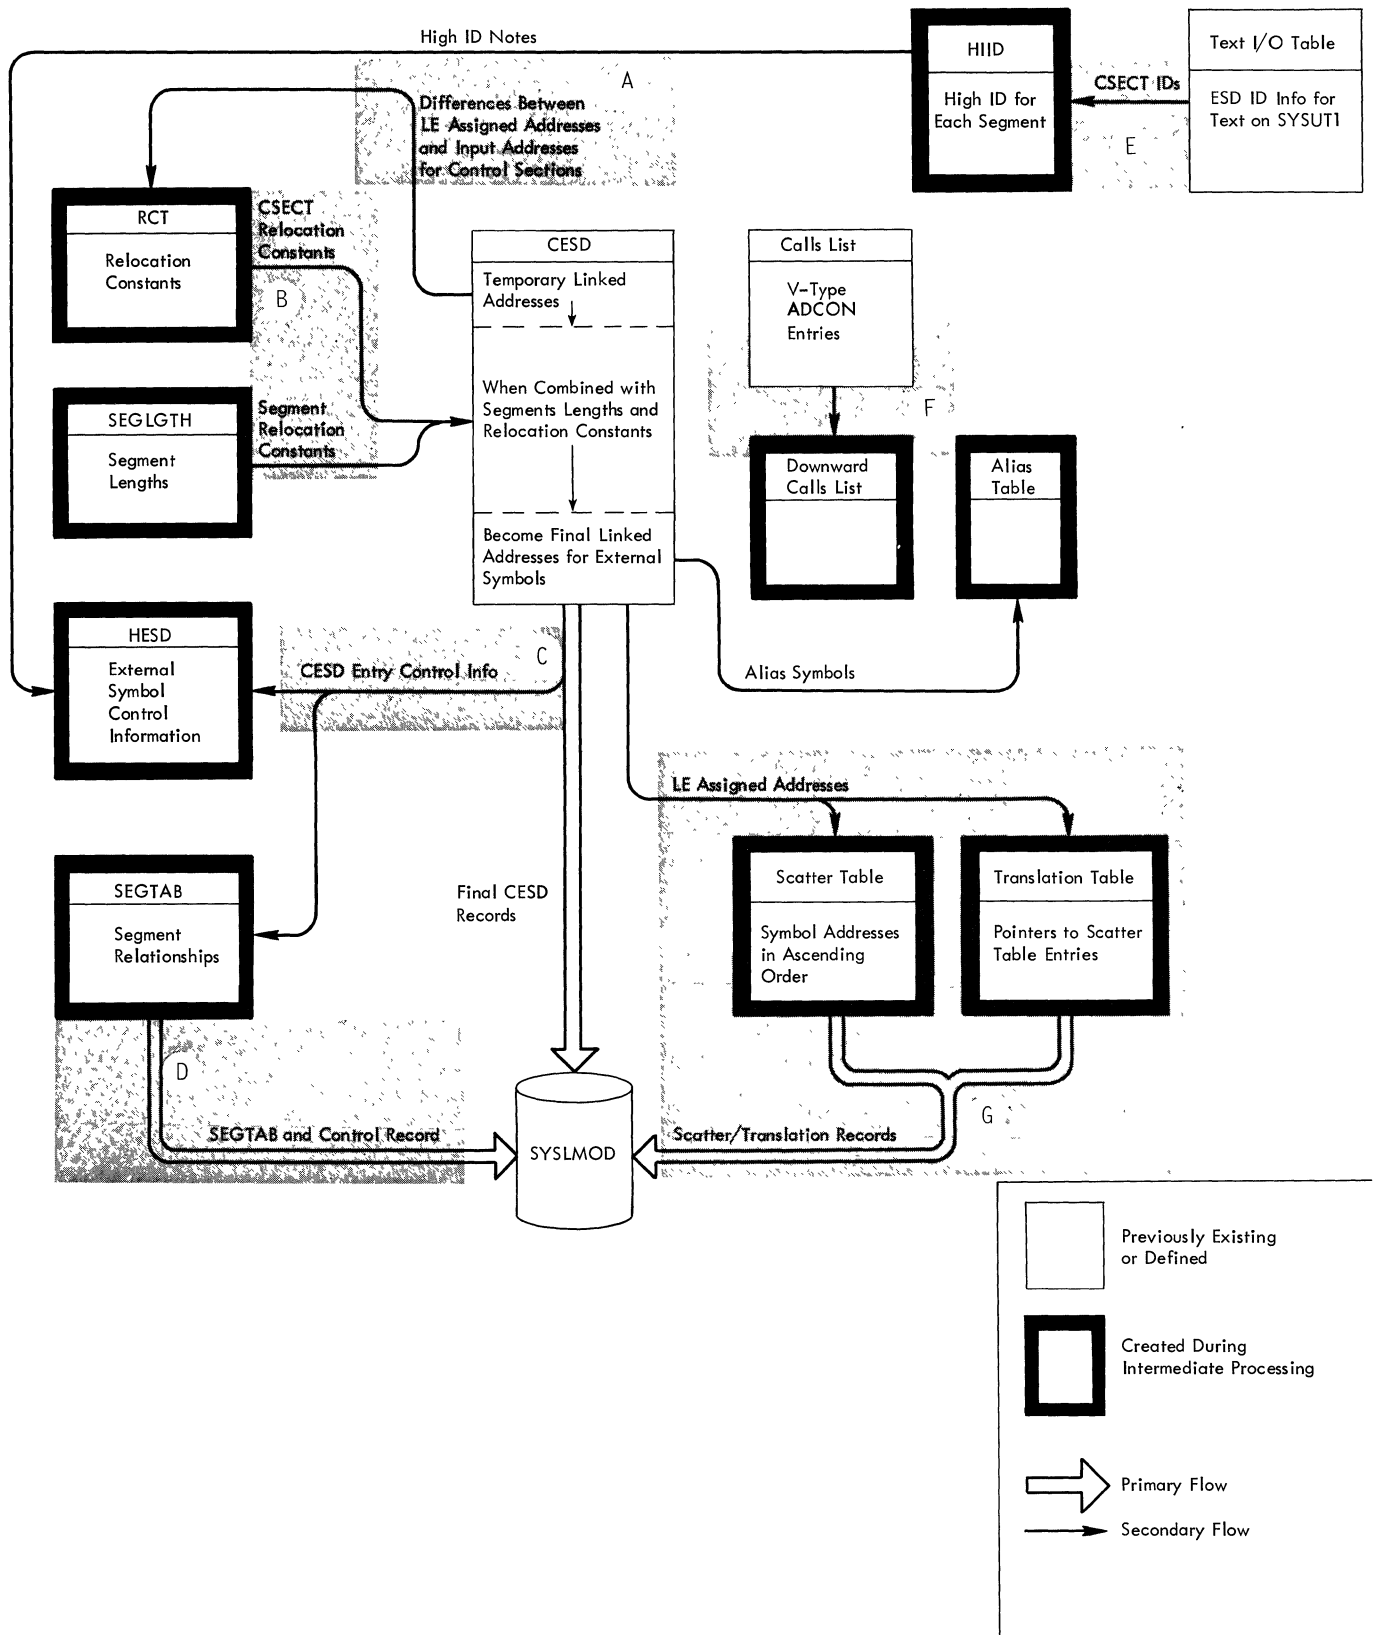 High ID Notes
A
Differences Between
LE Assigned Addresses
and Input Addresses
for Control Sections
HIID
High ID for
Each Segment
CSECT IDs
E
Text I/O Table
ESD ID Info for
Text on SYSUT1
RCT
Relocation
Constants
CSECT
Relocation
Constants
B
SEGLGTH
Segment
Lengths
Segment
Relocation
Constants
CESD
Temporary Linked
Addresses
When Combined with
Segments Lengths and
Relocation Constants
Become Final Linked
Addresses for External
Symbols
Calls List
V-Type
ADCON
Entries
F
Downward
Calls List
Alias
Table
Alias Symbols
HESD
External
Symbol
Control
Information
C
CESD Entry Control Info
SEGTAB
Segment
Relationships
Final CESD
Records
LE Assigned Addresses
Scatter Table
Symbol Addresses
in Ascending
Order
Translation Table
Pointers to Scatter
Table Entries
D
SEGTAB and Control Record
SYSLMOD
Scatter/Translation Records
G
Previously Existing
or Defined
Created During
Intermediate Processing
Primary Flow
Secondary Flow